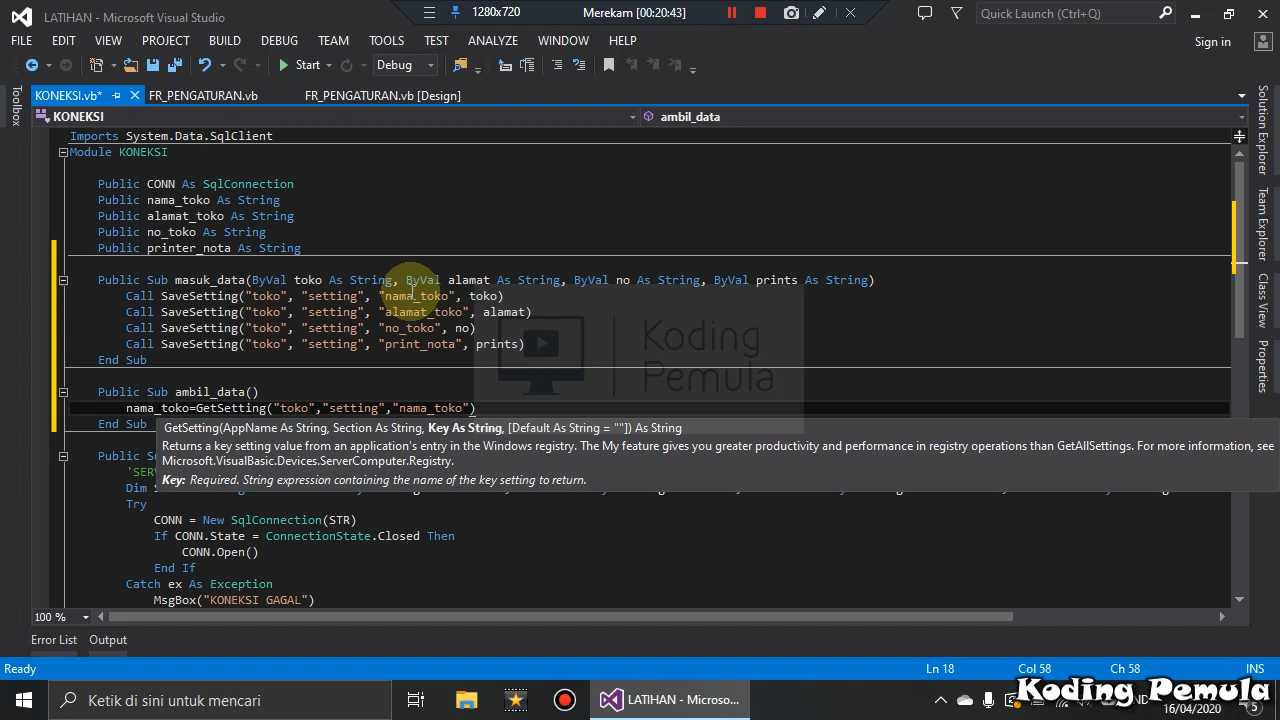 LATIHAN - Microsoft Visual Studio
1280x720
Merekam (00:20:43)
Quick Launch (Ctrl+Q)
FILE EDIT VIEW PROJECT BUILD DEBUG TEAM TOOLS TEST ANALYZE WINDOW HELP
Sign in
Start Debug
KONEKSI.vb* FR_PENGATURAN.vb FR_PENGATURAN.vb [Design]
Toolbox
KONEKSI ambil_data
Imports System.Data.SqlClient
Module KONEKSI
Public CONN As SqlConnection
Public nama_toko As String
Public alamat_toko As String
Public no_toko As String
Public printer_nota As String
Public Sub masuk_data(ByVal toko As String, ByVal alamat As String, ByVal no As String, ByVal prints As String)
Call SaveSetting("toko", "setting", "nama_toko", toko)
Call SaveSetting("toko", "setting", "alamat_toko", alamat)
Call SaveSetting("toko", "setting", "no_toko", no)
Call SaveSetting("toko", "setting", "print_nota", prints)
End Sub
Public Sub ambil_data()
nama_toko=GetSetting("toko","setting","nama_toko")
End Sub
GetSetting(AppName As String, Section As String, Key As String, [Default As String = ""]) As String
Returns a key setting value from an application's entry in the Windows registry. The My feature gives you greater productivity and performance in registry operations than GetAllSettings. For more information, see
Microsoft.VisualBasic.Devices.ServerComputer.Registry.
Key: Required. String expression containing the name of the key setting to return.
Public Su
'SER
Dim S
Try
CONN = New SqlConnection(STR)
If CONN.State = ConnectionState.Closed Then
CONN.Open()
End If
Catch ex As Exception
MsgBox("KONEKSI GAGAL")
Koding
Pemula
Solution Explorer
Team Explorer
Class View
Properties
100 %
Error List Output
Ready Ln 18 Col 58 Ch 58 INS
Ketik di sini untuk mencari
LATIHAN - Microso...
16/04/2020
5
Koding Pemula